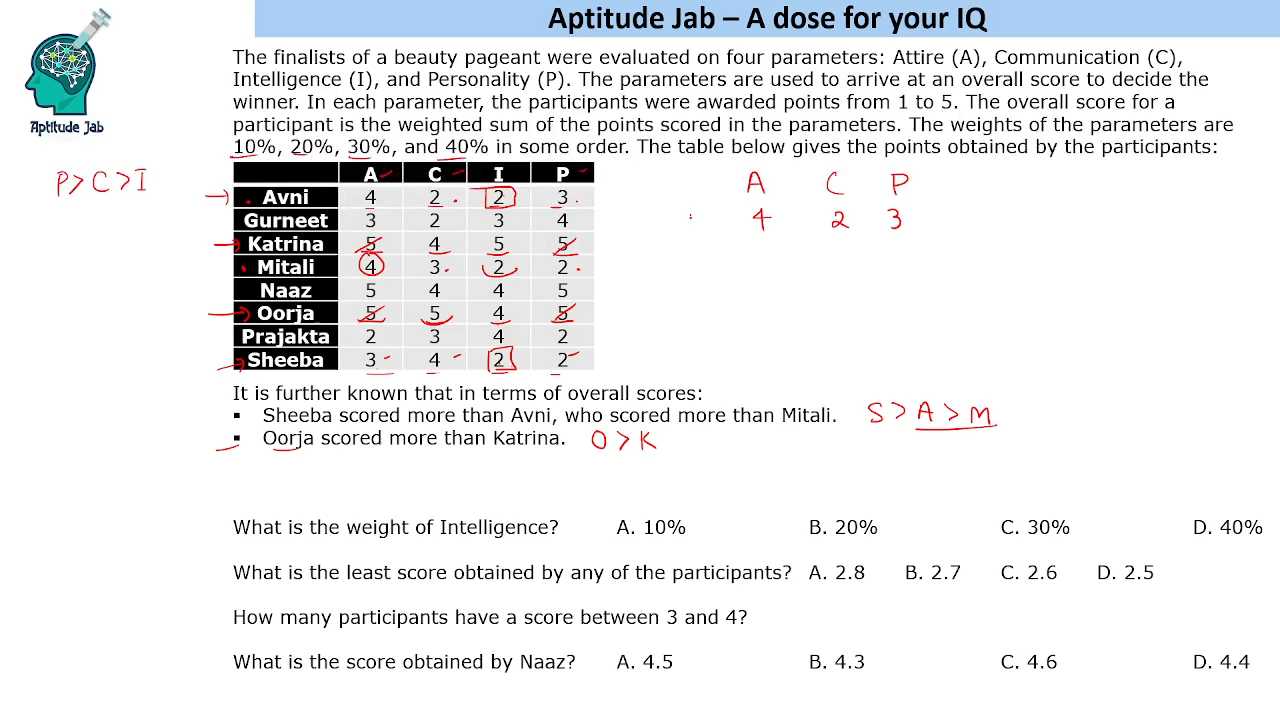 Aptitude Jab – A dose for your IQ
Aptitude Jab
The finalists of a beauty pageant were evaluated on four parameters: Attire (A), Communication (C),
Intelligence (I), and Personality (P). The parameters are used to arrive at an overall score to decide the
winner. In each parameter, the participants were awarded points from 1 to 5. The overall score for a
participant is the weighted sum of the points scored in the parameters. The weights of the parameters are
10%, 20%, 30%, and 40% in some order. The table below gives the points obtained by the participants:
P > C > I
A C I P
Avni 4 2 2 3
Gurneet 3 2 3 4
Katrina 5 4 5 5
Mitali 4 3 2 2
Naaz 5 4 4 5
Oorja 5 5 4 5
Prajakta 2 3 4 2
Sheeba 3 4 2 2
A C P
4 2 3
It is further known that in terms of overall scores:
▪ Sheeba scored more than Avni, who scored more than Mitali. S > A > M
▪ Oorja scored more than Katrina. O > K
What is the weight of Intelligence? A. 10% B. 20% C. 30% D. 40%
What is the least score obtained by any of the participants? A. 2.8 B. 2.7 C. 2.6 D. 2.5
How many participants have a score between 3 and 4?
What is the score obtained by Naaz? A. 4.5 B. 4.3 C. 4.6 D. 4.4